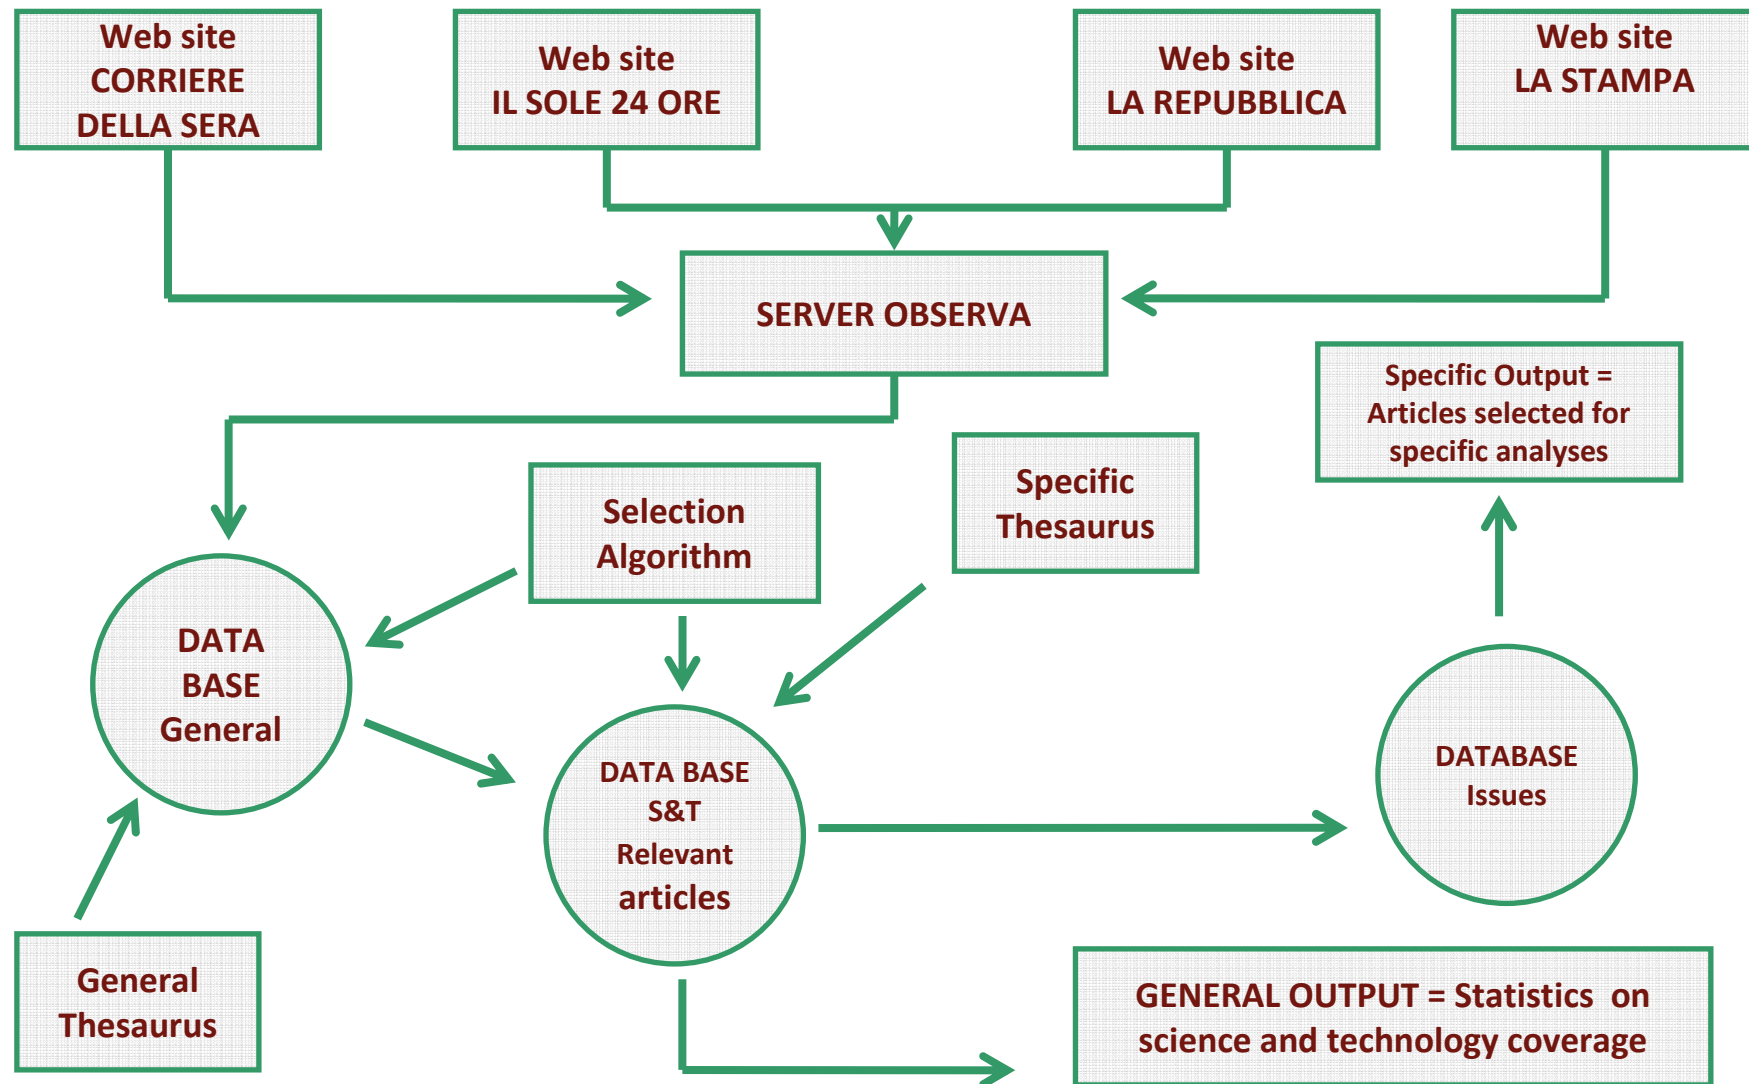 Web site
CORRIERE
DELLA SERA
Web site
IL SOLE 24 ORE
Web site
LA REPUBBLICA
Web site
LA STAMPA
SERVER OBSERVA
Specific Output =
Articles selected for
specific analyses
Selection
Algorithm
Specific
Thesaurus
DATA
BASE
General
DATA BASE
S&T
Relevant
articles
DATABASE
Issues
General
Thesaurus
GENERAL OUTPUT = Statistics on
science and technology coverage